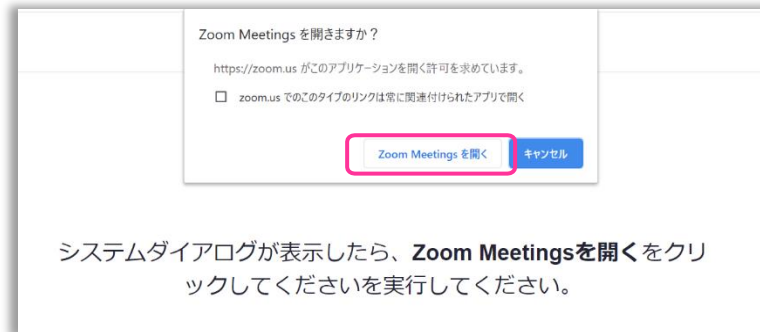 Zoom Meetings を開きますか？
https://zoom.us がこのアプリケーションを開く許可を求めています。
zoom.us でのこのタイプのリンクは常に関連付けられたアプリで開く
Zoom Meetings を開く キャンセル
システムダイアログが表示したら、Zoom Meetingsを開くをクリ
ックしてくださいを実行してください。